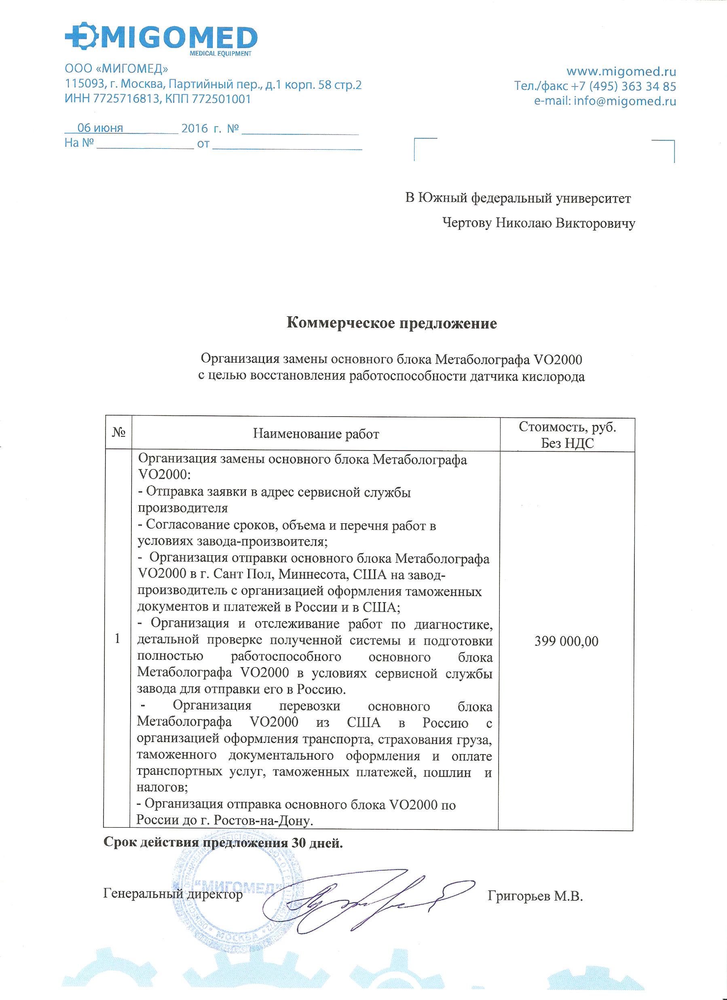 MIGOMED
MEDICAL EQUIPMENT
ООО «МИГОМЕД»
115093, г. Москва, Партийный пер., д.1 корп. 58 стр.2
ИНН 7725716813, КПП 772501001
www.migomed.ru
Тел./факс +7 (495) 363 34 85
e-mail: info@migomed.ru
06 июня 2016 г. №
На № от
В Южный федеральный университет
Чертову Николаю Викторовичу
Коммерческое предложение
Организация замены основного блока Метаболографа VO2000
с целью восстановления работоспособности датчика кислорода
№ Наименование работ Стоимость, руб.
Без НДС
Организация замены основного блока Метаболографа
VO2000:
- Отправка заявки в адрес сервисной службы
производителя
- Согласование сроков, объема и перечня работ в
условиях завода-произвоителя;
- Организация отправки основного блока Метаболографа
VO2000 в г. Сант Пол, Миннесота, США на завод-
производитель с организацией оформления таможенных
документов и платежей в России и в США;
- Организация и отслеживание работ по диагностике,
1 детальной проверке полученной системы и подготовки 399 000,00
полностью работоспособного основного блока
Метаболографа VO2000 в условиях сервисной службы
завода для отправки его в Россию.
- Организация перевозки основного блока
Метаболографа VO2000 из США в Россию с
организацией оформления транспорта, страхования груза,
таможенного документального оформления и оплате
транспортных услуг, таможенных платежей, пошлин и
налогов;
- Организация отправка основного блока VO2000 по
России до г. Ростов-на-Дону.
Срок действия предложения 30 дней.
Генеральный директор Григорьев М.В.
"МИГОМЕД"
МОСКВА